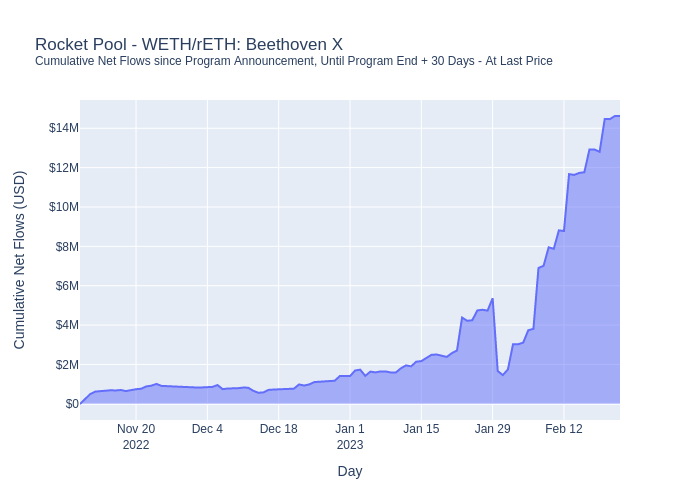 Rocket Pool - WETH/rETH: Beethoven X
Cumulative Net Flows since Program Announcement, Until Program End + 30 Days - At Last Price
Cumulative Net Flows (USD)
$14M
$12M
$10M
$8M
$6M
$4M
$2M
$0
Nov 20
2022
Dec 4
Dec 18
Jan 1
2023
Jan 15
Jan 29
Feb 12
Day